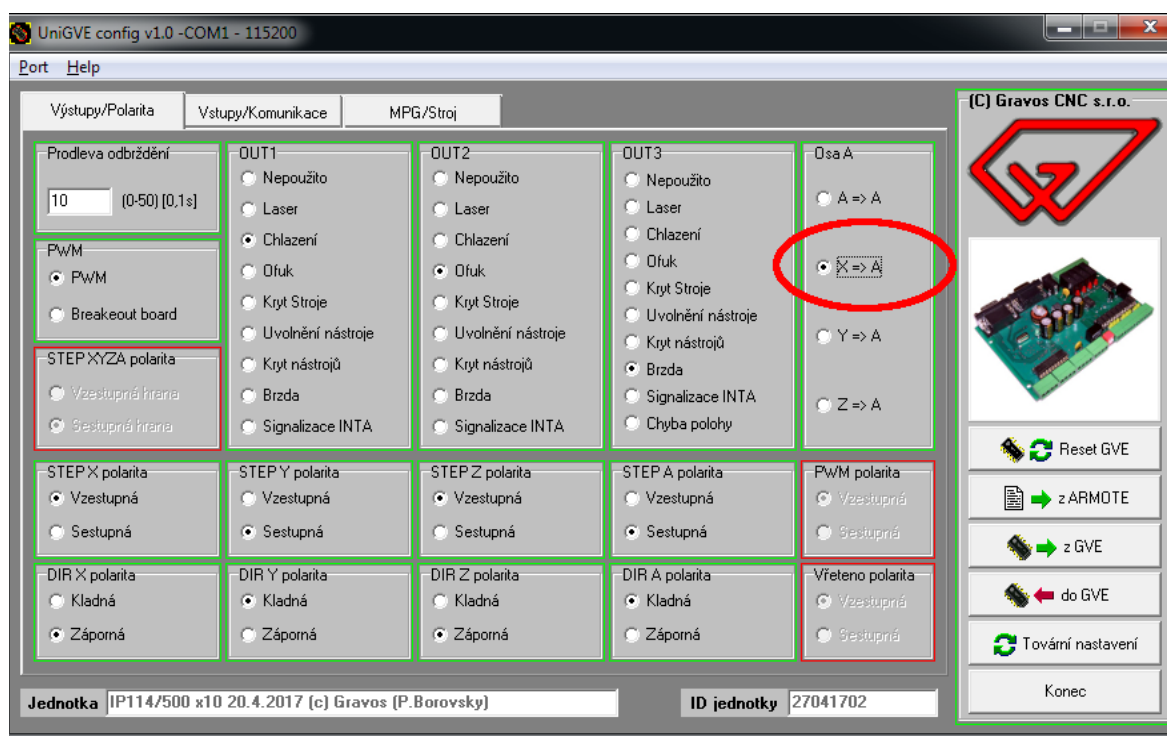 UniGVE config v1.0 -COM1 - 115200
Port Help
Výstupy/Polarita
Vstupy/Komunikace
MPG/Stroj
Prodleva odbrždění
10 (0-50) [0,1s]
PWM
PWM
Breakeout board
STEP XYZA polarita
Vzestupná hrana
Sestupná hrana
OUT1
Nepoužito
Laser
Chlazení
Ofuk
Kryt Stroje
Uvolnění nástroje
Kryt nástrojů
Brzda
Signalizace INTA
OUT2
Nepoužito
Laser
Chlazení
Ofuk
Kryt Stroje
Uvolnění nástroje
Kryt nástrojů
Brzda
Signalizace INTA
OUT3
Nepoužito
Laser
Chlazení
Ofuk
Kryt Stroje
Uvolnění nástroje
Kryt nástrojů
Brzda
Signalizace INTA
Chyba polohy
Osa A
A => A
X => A
Y => A
Z => A
STEP X polarita
Vzestupná
Sestupná
STEP Y polarita
Vzestupná
Sestupná
STEP Z polarita
Vzestupná
Sestupná
STEP A polarita
Vzestupná
Sestupná
PWM polarita
Vzestupná
Sestupná
DIR X polarita
Kladná
Záporná
DIR Y polarita
Kladná
Záporná
DIR Z polarita
Kladná
Záporná
DIR A polarita
Kladná
Záporná
Vřeteno polarita
Vzestupná
Sestupná
Jednotka IP114/500 x10 20.4.2017 (c) Gravos (P.Borovsky)
ID jednotky 27041702
(C) Gravos CNC s.r.o.
Reset GVE
z ARMOTE
z GVE
do GVE
Tovární nastavení
Konec